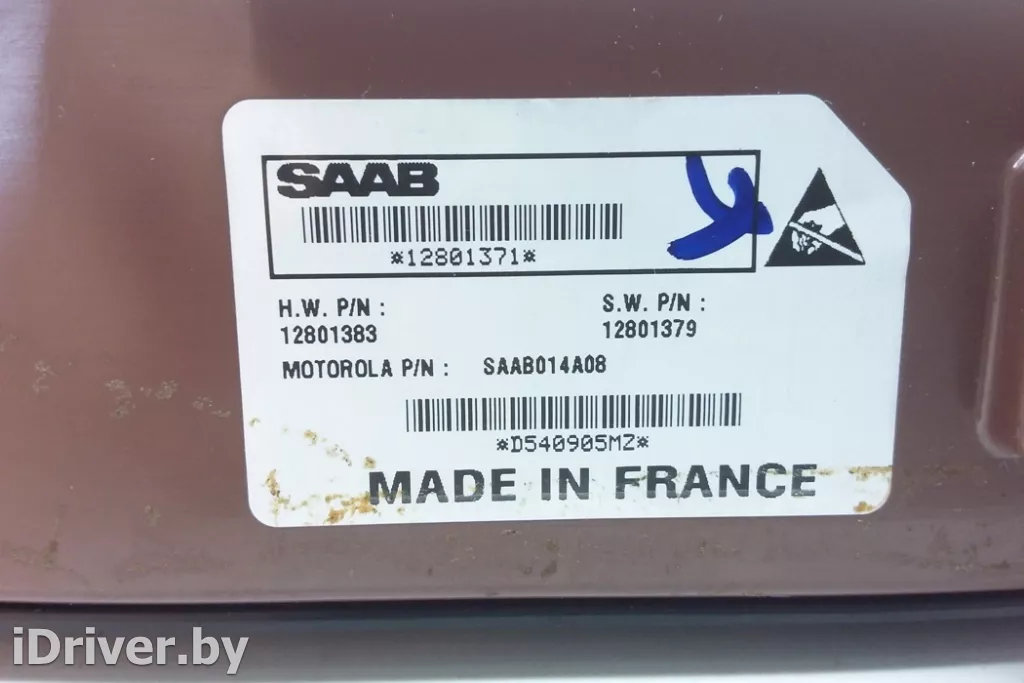 SAAB
*12801371*
H.W. P/N :
12801383
S.W. P/N :
12801379
MOTOROLA P/N : SAAB014A08
*D540905MZ*
MADE IN FRANCE
iDriver.by